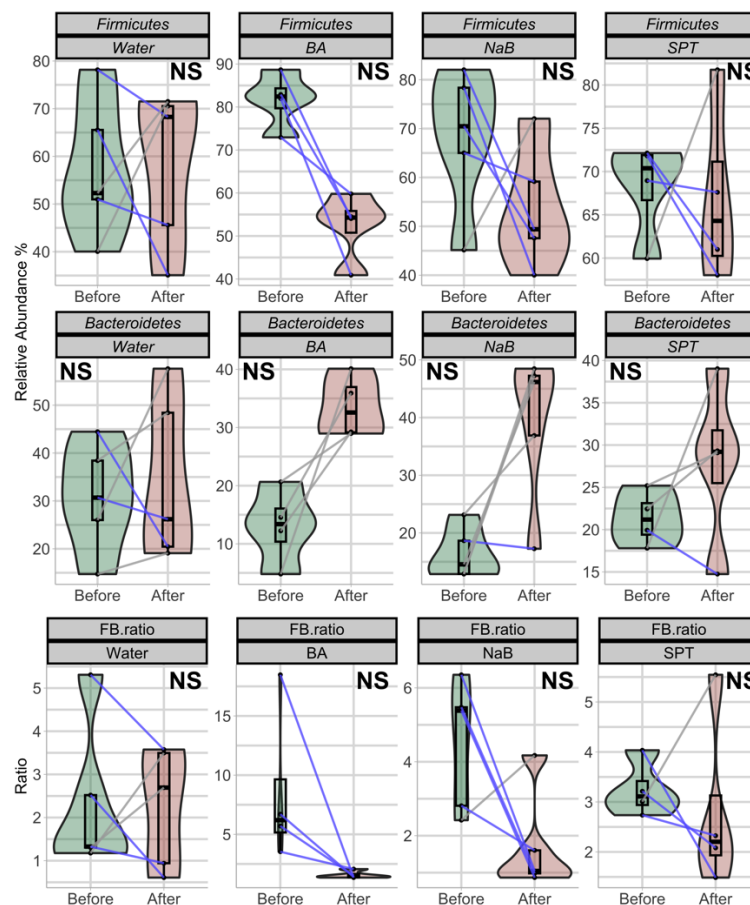 Relative Abundance %
Firmicutes
Water
NS
80
70
60
50
40
Before After
Firmicutes
BA
NS
90
80
70
60
50
40
Before After
Firmicutes
NaB
NS
80
70
60
50
40
Before After
Firmicutes
SPT
NS
80
75
70
65
60
Before After
Bacteroidetes
Water
NS
50
40
30
20
Before After
Bacteroidetes
BA
NS
40
30
20
10
Before After
Bacteroidetes
NaB
NS
50
40
30
20
Before After
Bacteroidetes
SPT
NS
40
35
30
25
20
15
Before After
Ratio
FB.ratio
Water
NS
5
4
3
2
1
Before After
FB.ratio
BA
15
10
5
Before After
FB.ratio
NaB
NS
6
4
2
Before After
FB.ratio
SPT
NS
5
4
3
2
Before After